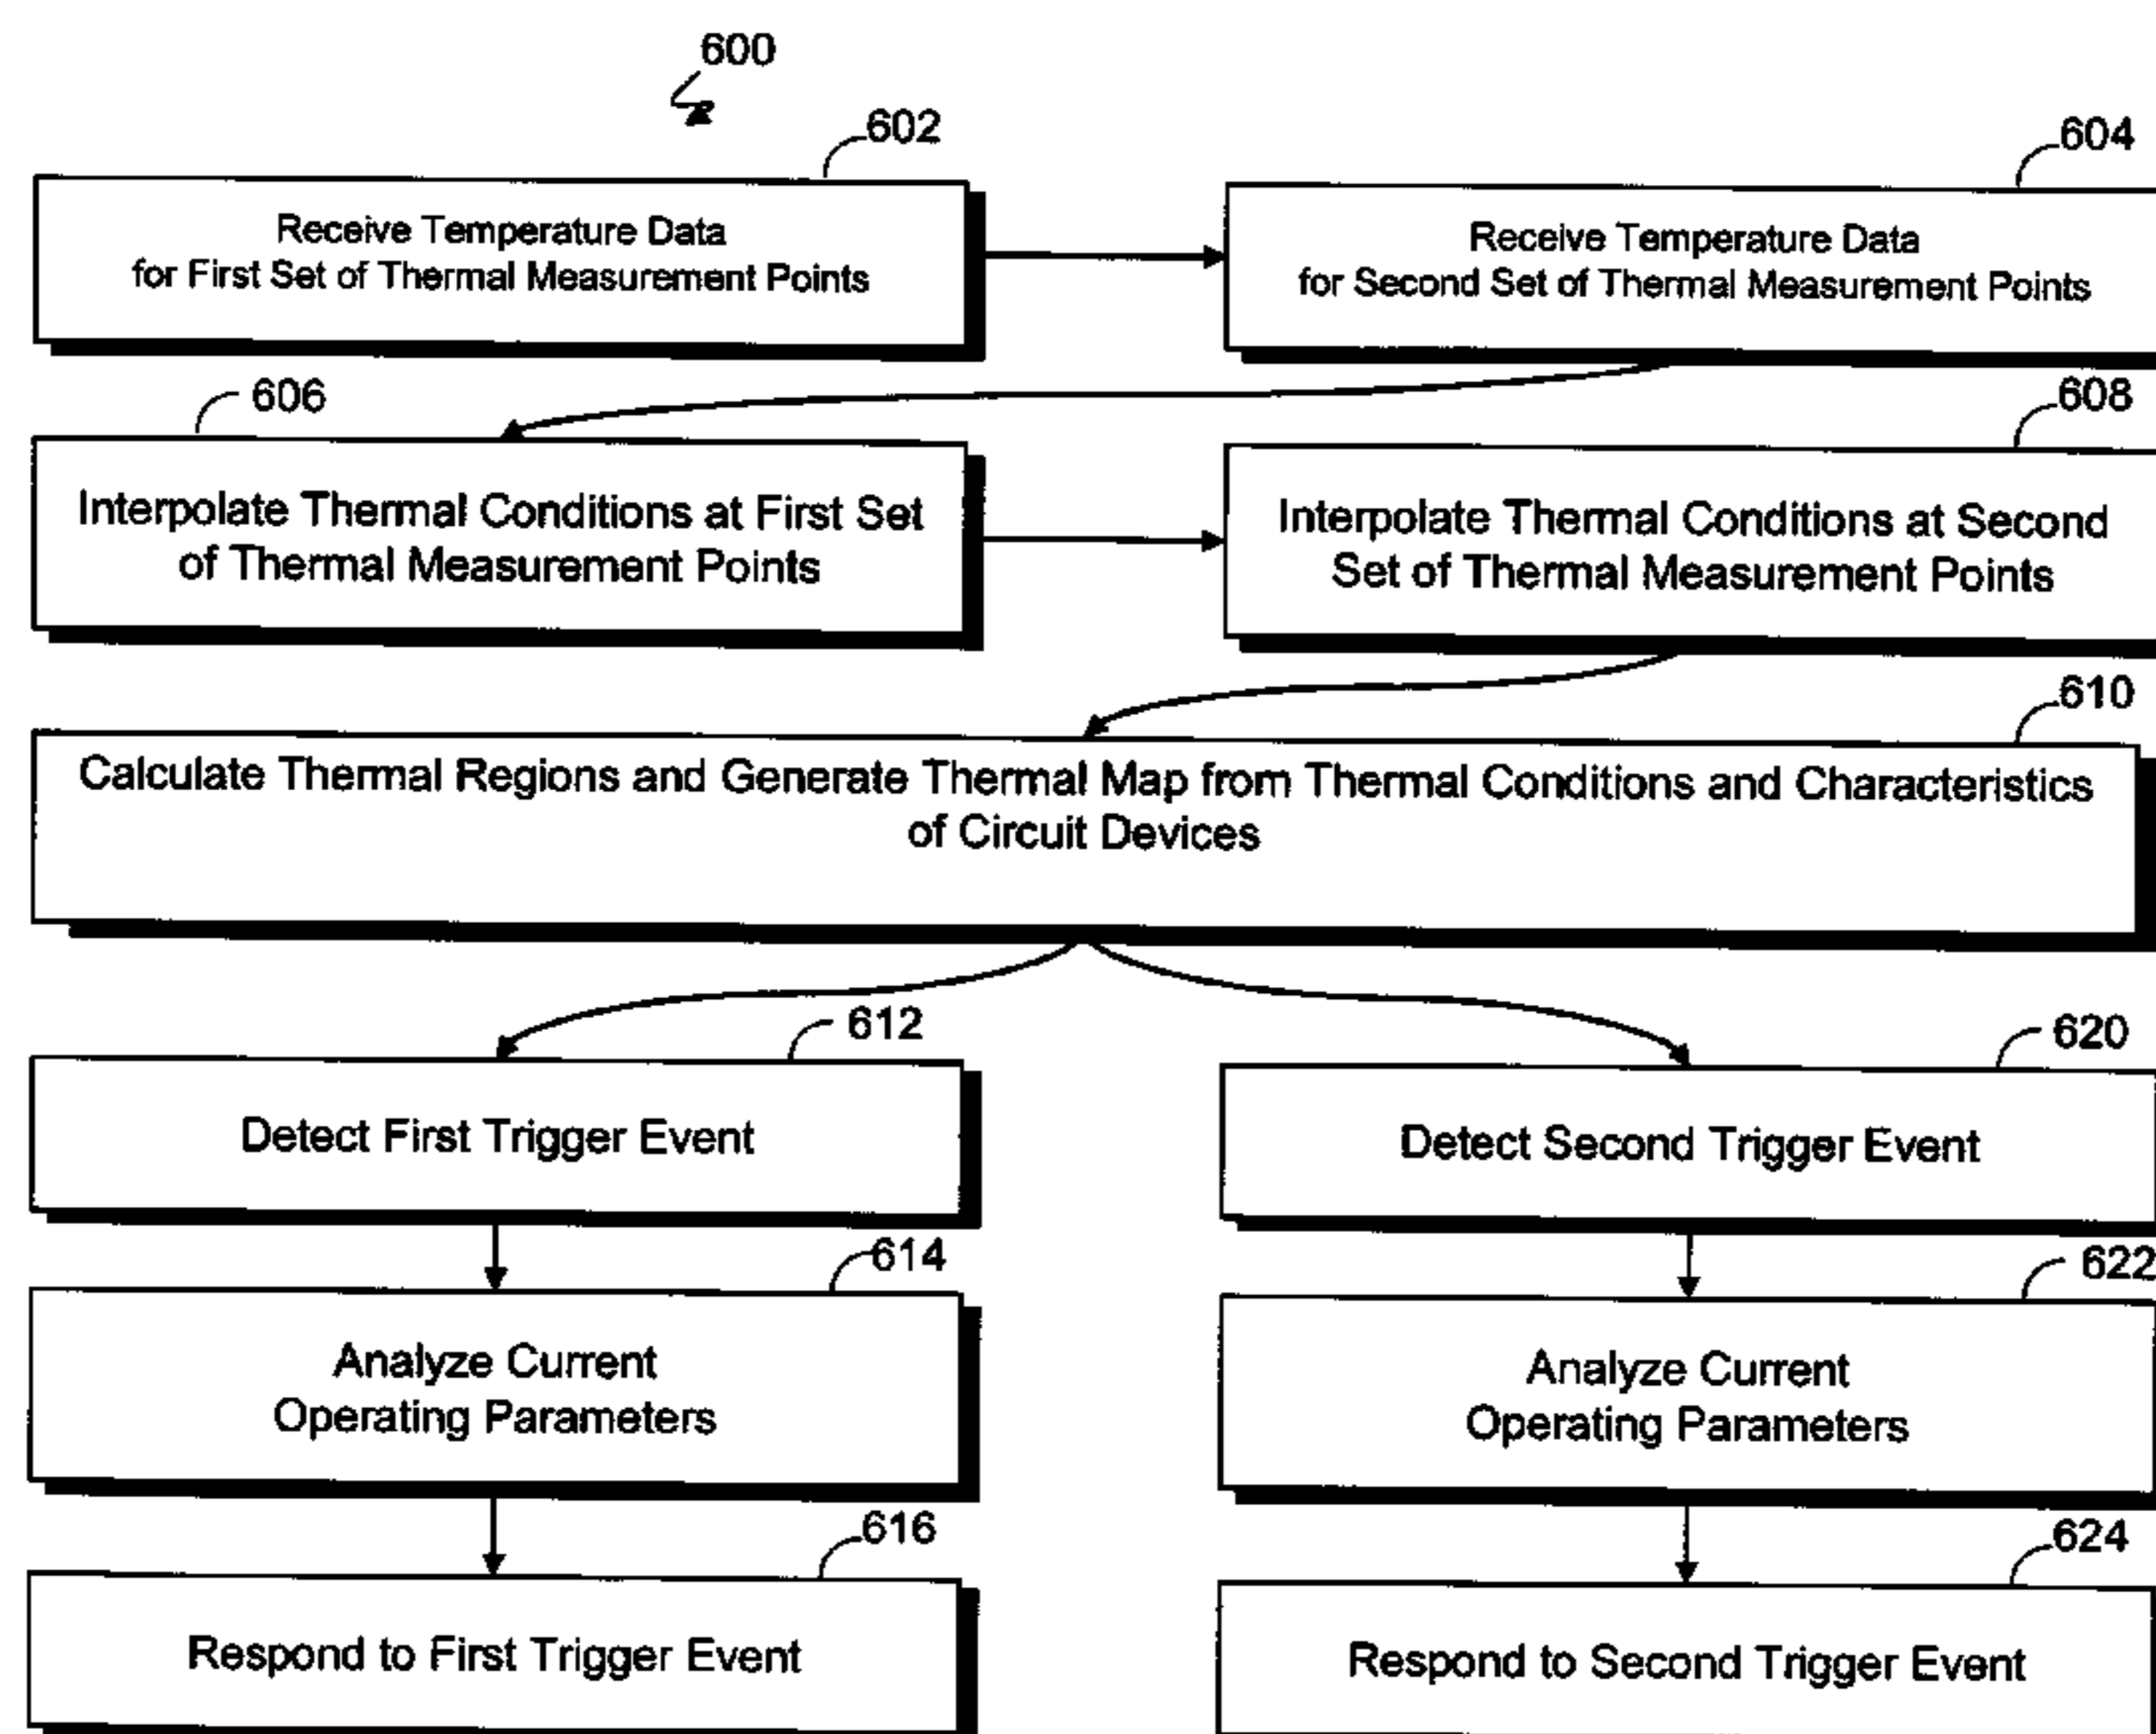 600
602
604
Receive Temperature Data
for First Set of Thermal Measurement Points
Receive Temperature Data
for Second Set of Thermal Measurement Points
606
608
Interpolate Thermal Conditions at First Set
of Thermal Measurement Points
Interpolate Thermal Conditions at Second
Set of Thermal Measurement Points
610
Calculate Thermal Regions and Generate Thermal Map from Thermal Conditions and Characteristics
of Circuit Devices
612
620
Detect First Trigger Event
Detect Second Trigger Event
614
622
Analyze Current
Operating Parameters
Analyze Current
Operating Parameters
616
624
Respond to First Trigger Event
Respond to Second Trigger Event